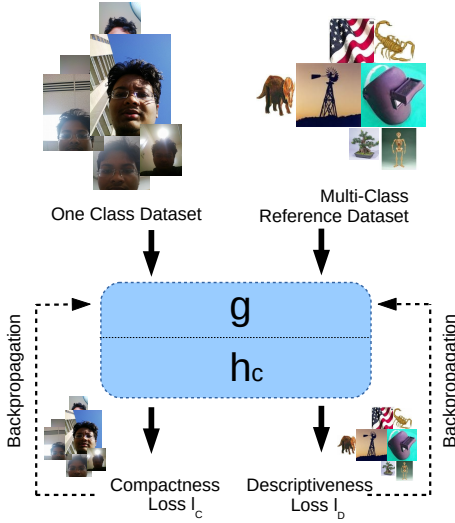 One Class Dataset
Multi-Class
Reference Dataset
g
hc
Backpropagation
Backpropagation
Compactness
Loss lC
Descriptiveness
Loss lD